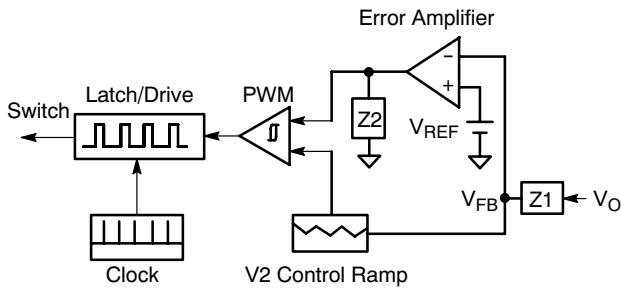 Error Amplifier
Latch/Drive
PWM
Switch
−
+
Z2
VREF
VFB
Z1
VO
Clock
V2 Control Ramp